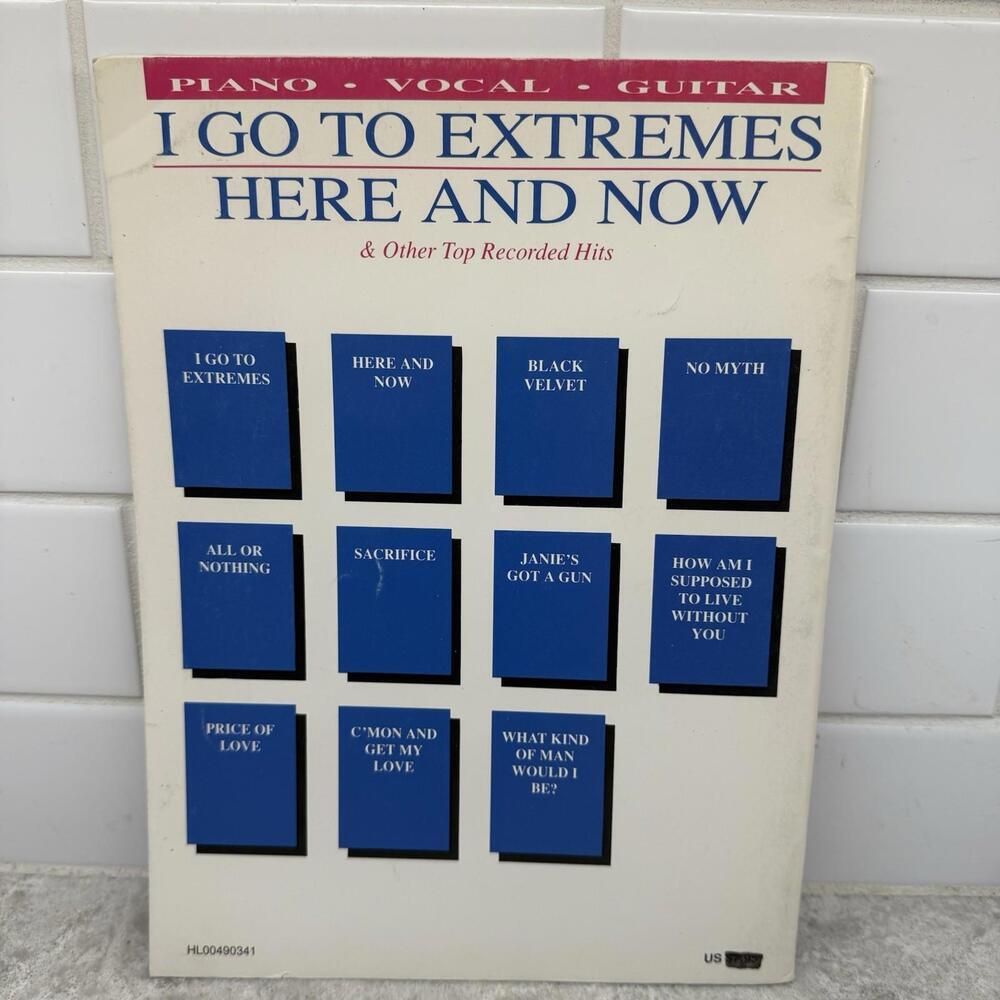 PIANO • VOCAL • GUITAR
I GO TO EXTREMES
HERE AND NOW
& Other Top Recorded Hits
I GO TO
EXTREMES
HERE AND
NOW
BLACK
VELVET
NO MYTH
ALL OR
NOTHING
SACRIFICE
JANIE'S
GOT A GUN
HOW AM I
SUPPOSED
TO LIVE
WITHOUT
YOU
PRICE OF
LOVE
C'MON AND
GET MY
LOVE
WHAT KIND
OF MAN
WOULD I
BE?
HL00490341
US